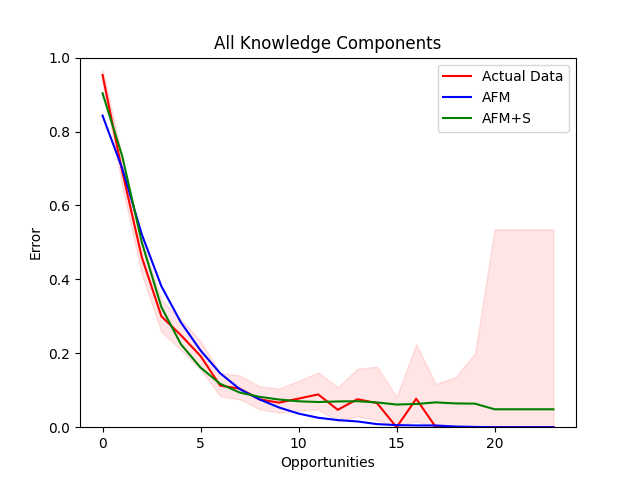 All Knowledge Components
Actual Data
AFM
AFM+S
1.0
0.8
0.6
0.4
0.2
0.0
Error
0 5 10 15 20
Opportunities